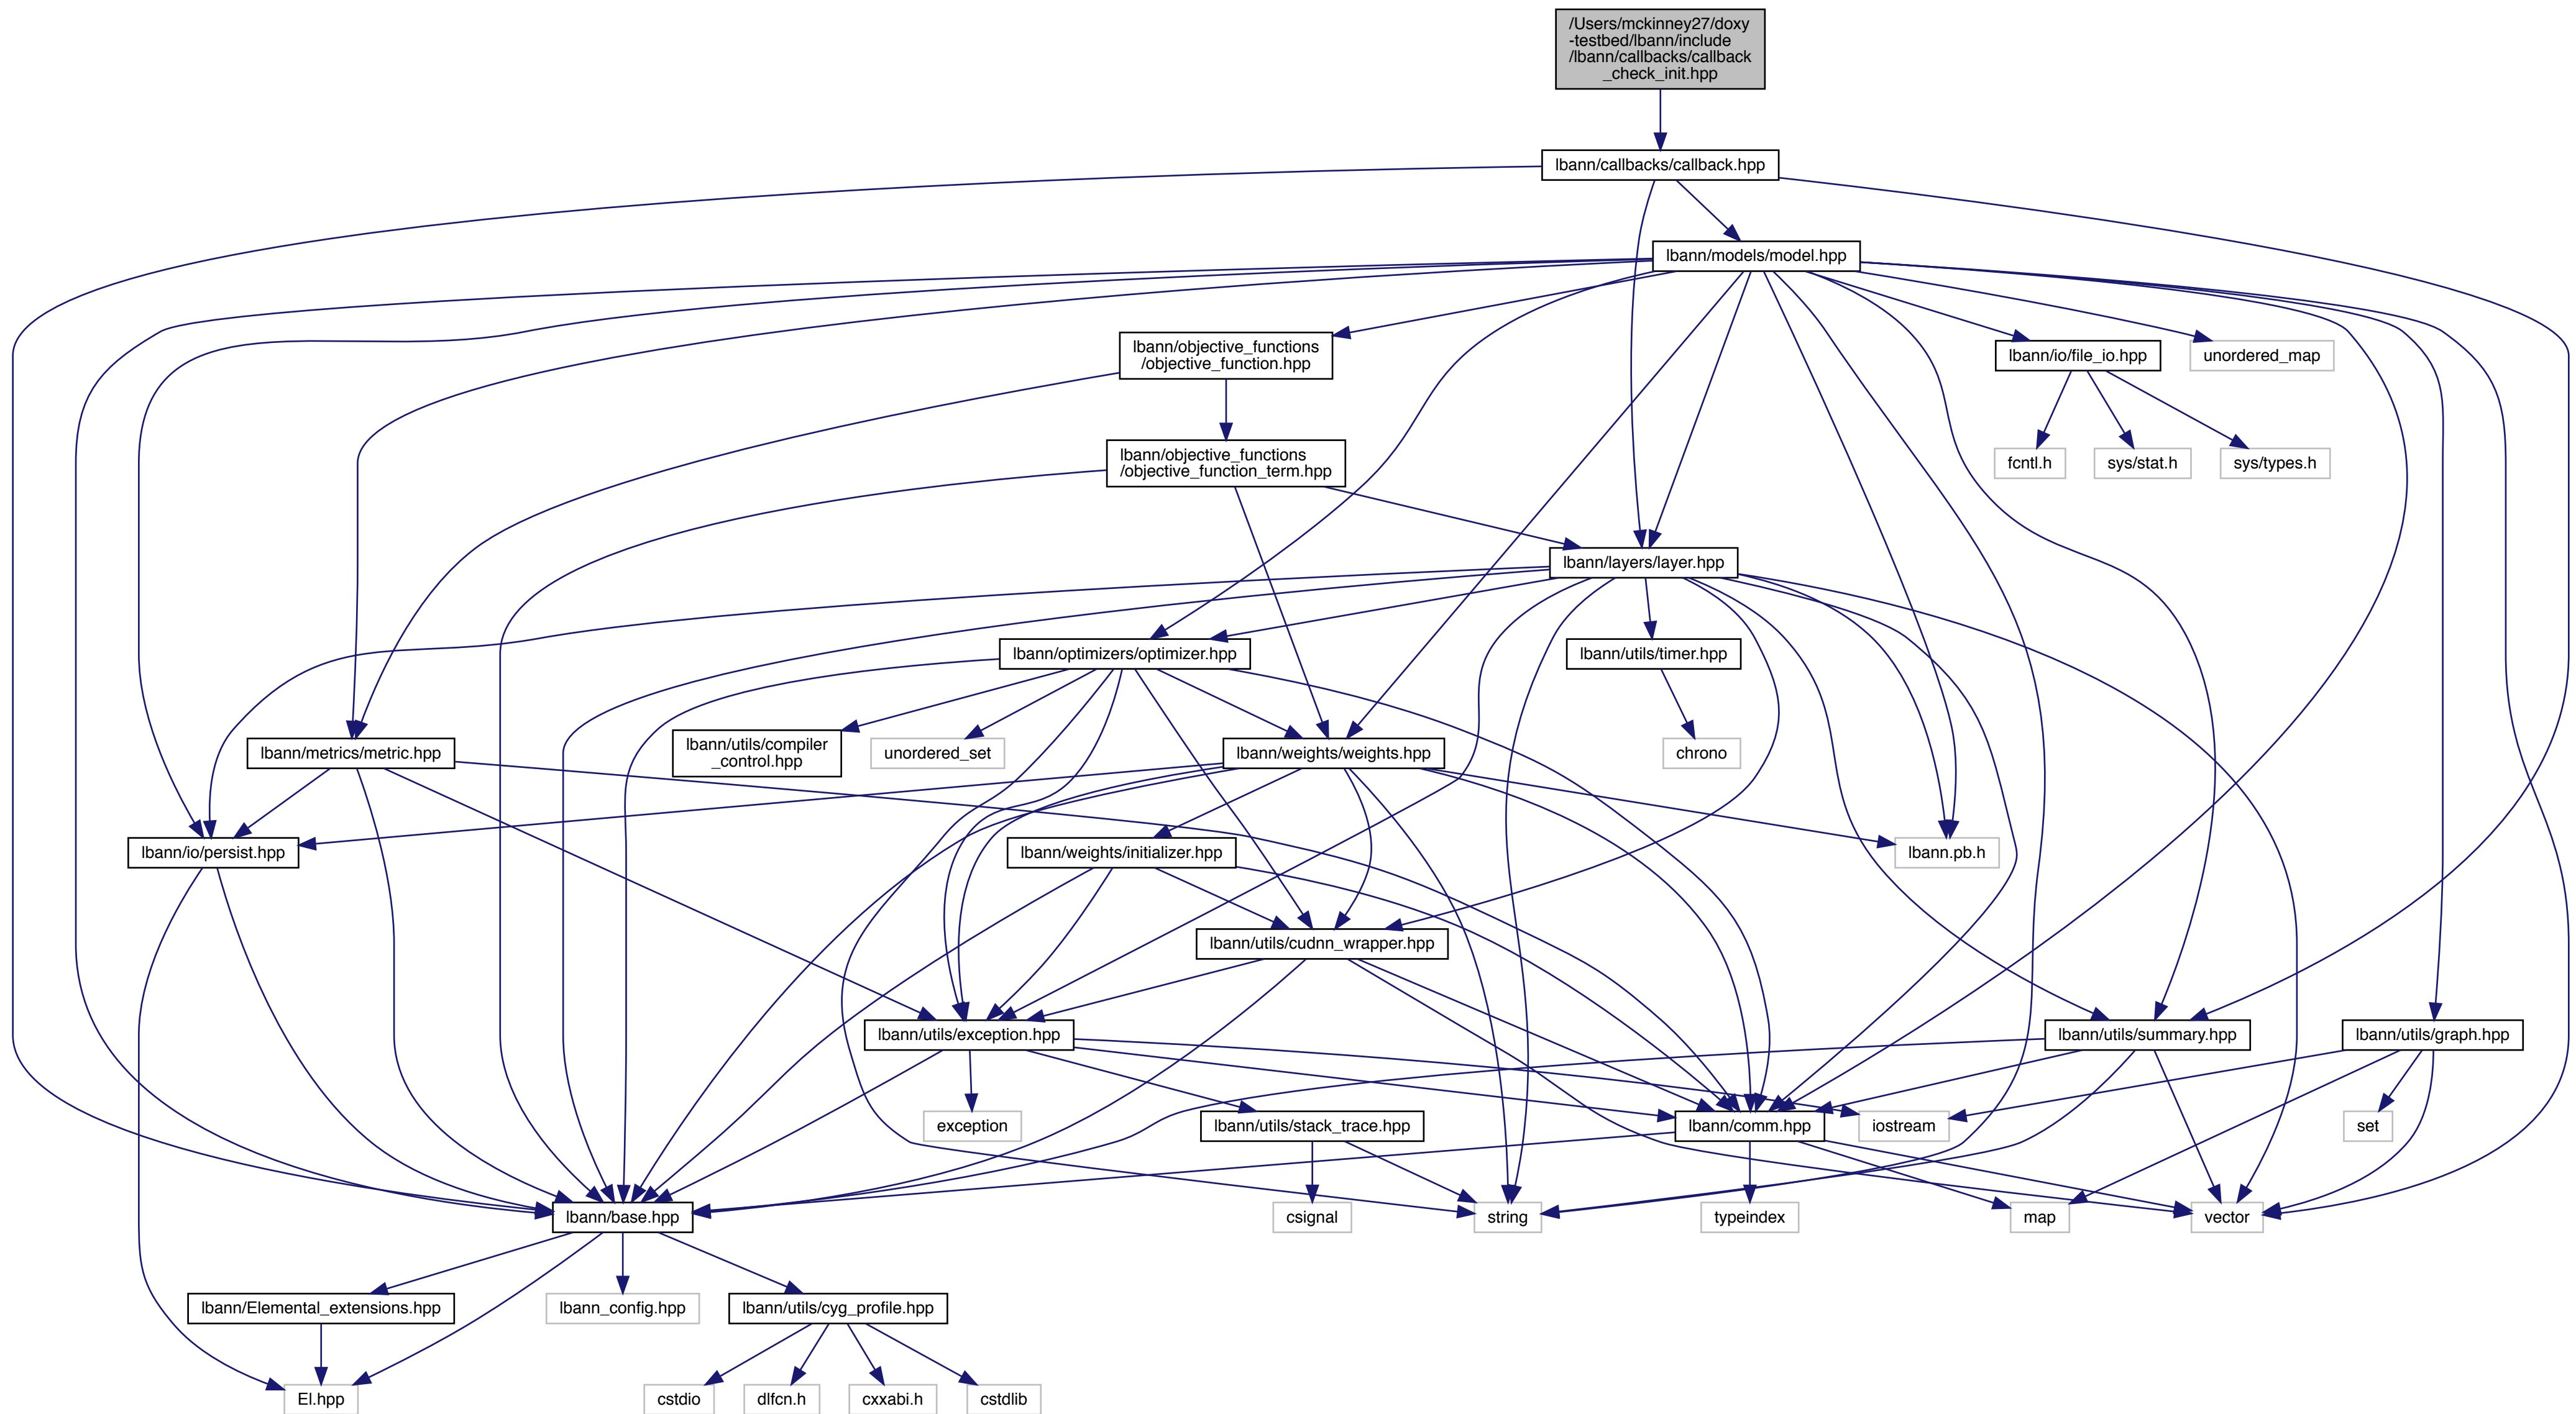 /Users/mckinney27/doxy
-testbed/lbann/include
/lbann/callbacks/callback
_check_init.hpp
lbann/callbacks/callback.hpp
lbann/models/model.hpp
lbann/objective_functions
/objective_function.hpp
lbann/io/file_io.hpp
unordered_map
lbann/objective_functions
/objective_function_term.hpp
fcntl.h
sys/stat.h
sys/types.h
lbann/layers/layer.hpp
lbann/optimizers/optimizer.hpp
lbann/utils/timer.hpp
lbann/metrics/metric.hpp
lbann/utils/compiler
_control.hpp
unordered_set
lbann/weights/weights.hpp
chrono
lbann/io/persist.hpp
lbann/weights/initializer.hpp
lbann.pb.h
lbann/utils/cudnn_wrapper.hpp
lbann/utils/exception.hpp
lbann/utils/summary.hpp
lbann/utils/graph.hpp
exception
lbann/utils/stack_trace.hpp
lbann/comm.hpp
iostream
set
lbann/base.hpp
csignal
string
typeindex
map
vector
lbann/Elemental_extensions.hpp
lbann_config.hpp
lbann/utils/cyg_profile.hpp
El.hpp
cstdio
dlfcn.h
cxxabi.h
cstdlib